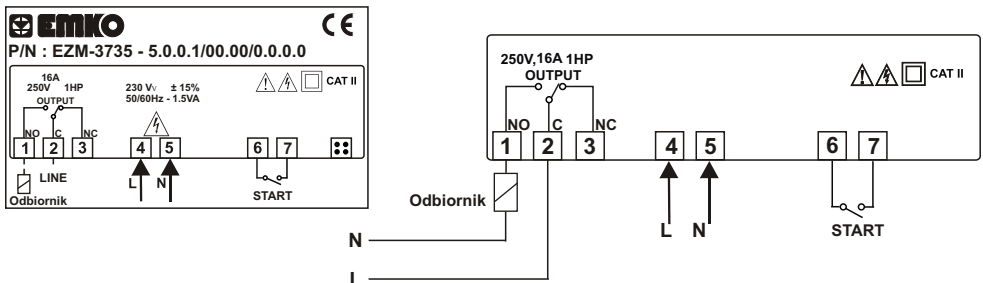 EMKO CE
P/N : EZM-3735 - 5.0.0.1/00.00/0.0.0.0
16A
250V 1HP
OUTPUT
230 V ± 15%
50/60Hz - 1.5VA
CAT II
NO C NC
1 2 3 4 5 6 7
LINE
L N
START
Odbiornik
250V,16A 1HP
OUTPUT
CAT II
NO C NC
1 2 3 4 5 6 7
Odbiornik
L N
START
N
L